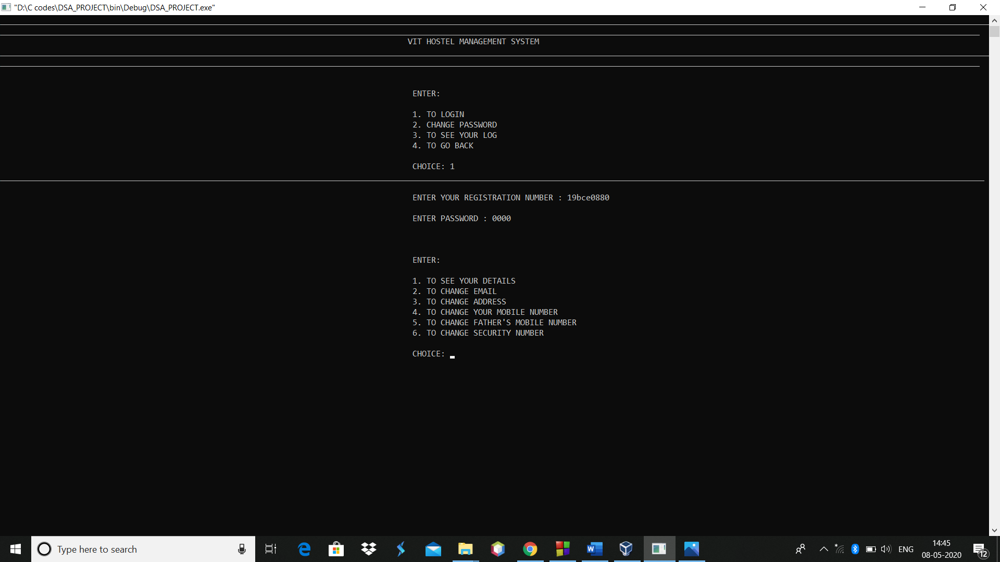 "D:\C codes\DSA_PROJECT\bin\Debug\DSA_PROJECT.exe"
VIT HOSTEL MANAGEMENT SYSTEM
ENTER:
1. TO LOGIN
2. CHANGE PASSWORD
3. TO SEE YOUR LOG
4. TO GO BACK
CHOICE: 1
ENTER YOUR REGISTRATION NUMBER : 19bce0880
ENTER PASSWORD : 0000
ENTER:
1. TO SEE YOUR DETAILS
2. TO CHANGE EMAIL
3. TO CHANGE ADDRESS
4. TO CHANGE YOUR MOBILE NUMBER
5. TO CHANGE FATHER'S MOBILE NUMBER
6. TO CHANGE SECURITY NUMBER
CHOICE:
Type here to search
ENG
14:45
08-05-2020
12